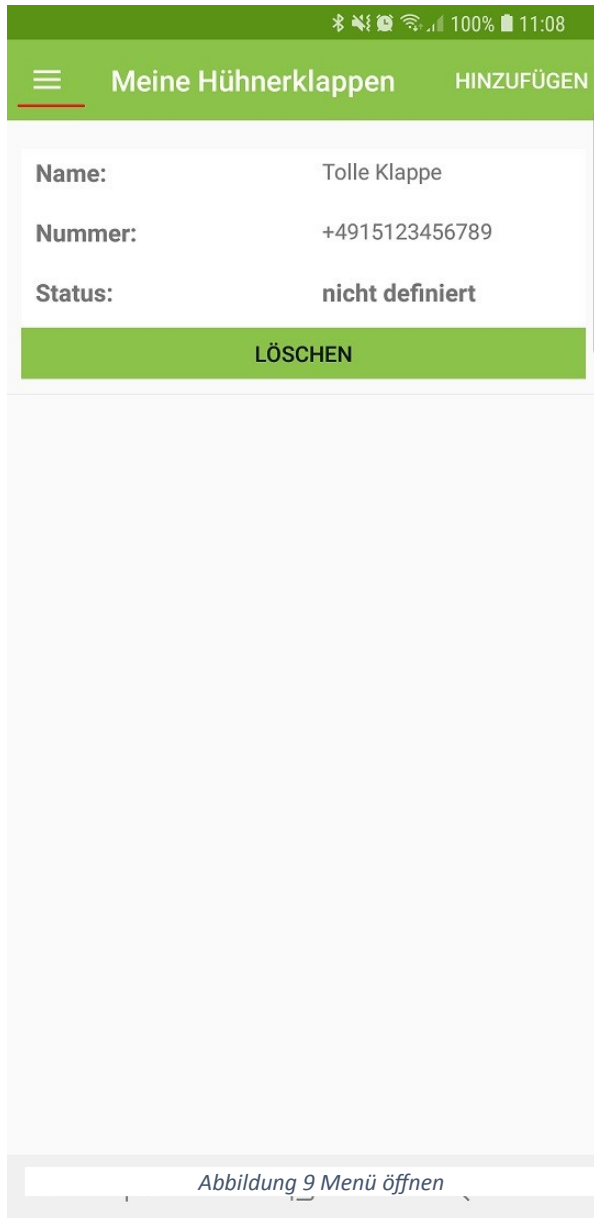 100% 11:08
Meine Hühnerklappen HINZUFÜGEN
Name: Tolle Klappe
Nummer: +4915123456789
Status: nicht definiert
LÖSCHEN
Abbildung 9 Menü öffnen